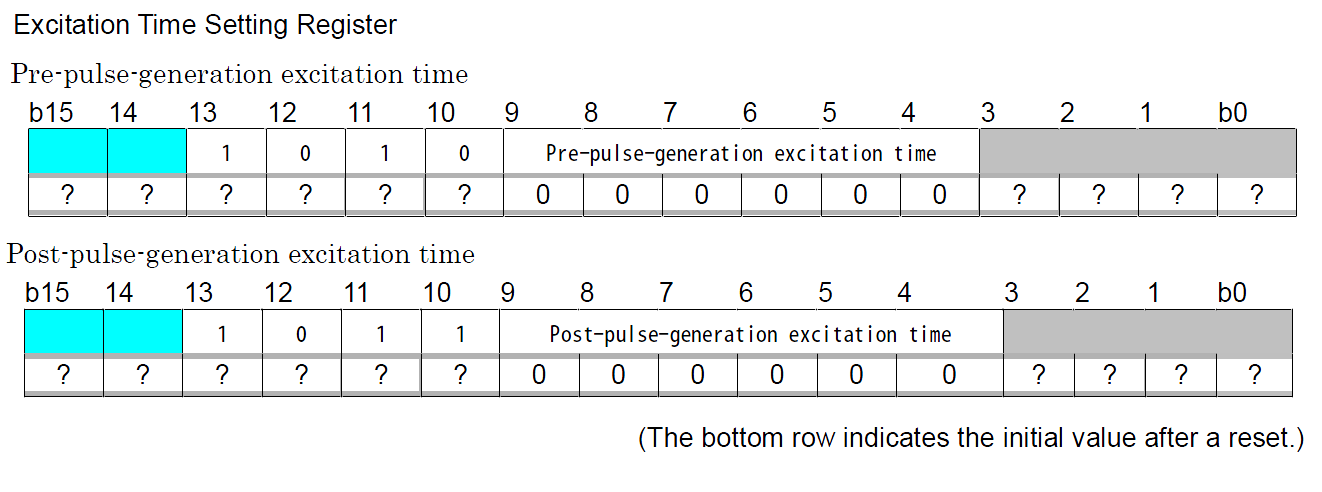 Excitation Time Setting Register
Pre-pulse-generation excitation time
b15 14 13 12 11 10 9 8 7 6 5 4 3 2 1 b0
1 0 1 0 Pre-pulse-generation excitation time
? ? ? ? ? ? 0 0 0 0 0 0 ? ? ? ?
Post-pulse-generation excitation time
b15 14 13 12 11 10 9 8 7 6 5 4 3 2 1 b0
1 0 1 1 Post-pulse-generation excitation time
? ? ? ? ? ? 0 0 0 0 0 0 ? ? ? ?
(The bottom row indicates the initial value after a reset.)